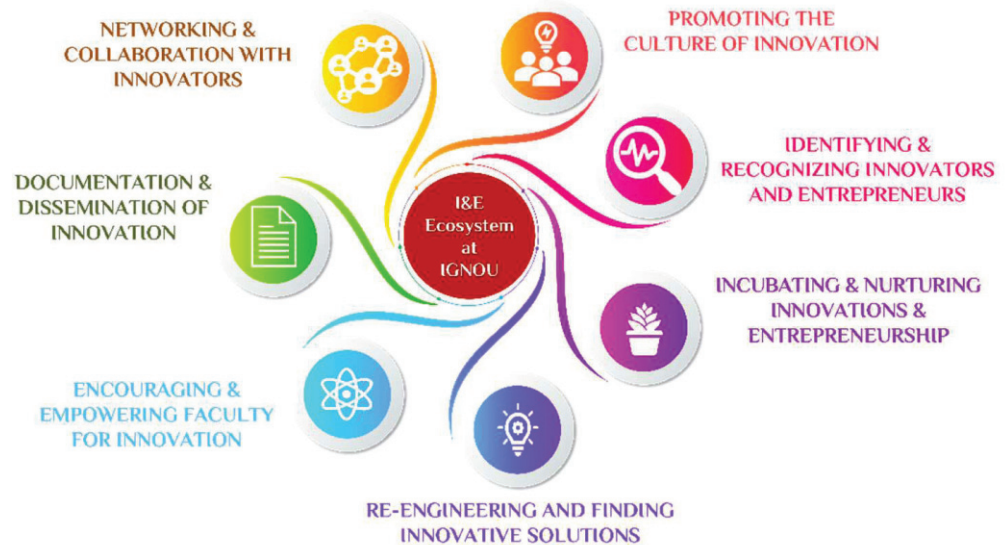 NETWORKING &
COLLABORATION WITH
INNOVATORS
PROMOTING THE
CULTURE OF INNOVATION
IDENTIFYING &
RECOGNIZING INNOVATORS
AND ENTREPRENEURS
DOCUMENTATION &
DISSEMINATION OF
INNOVATION
I&E
Ecosystem
at
IGNOU
INCUBATING & NURTURING
INNOVATIONS &
ENTREPRENEURSHIP
ENCOURAGING &
EMPOWERING FACULTY
FOR INNOVATION
RE-ENGINEERING AND FINDING
INNOVATIVE SOLUTIONS